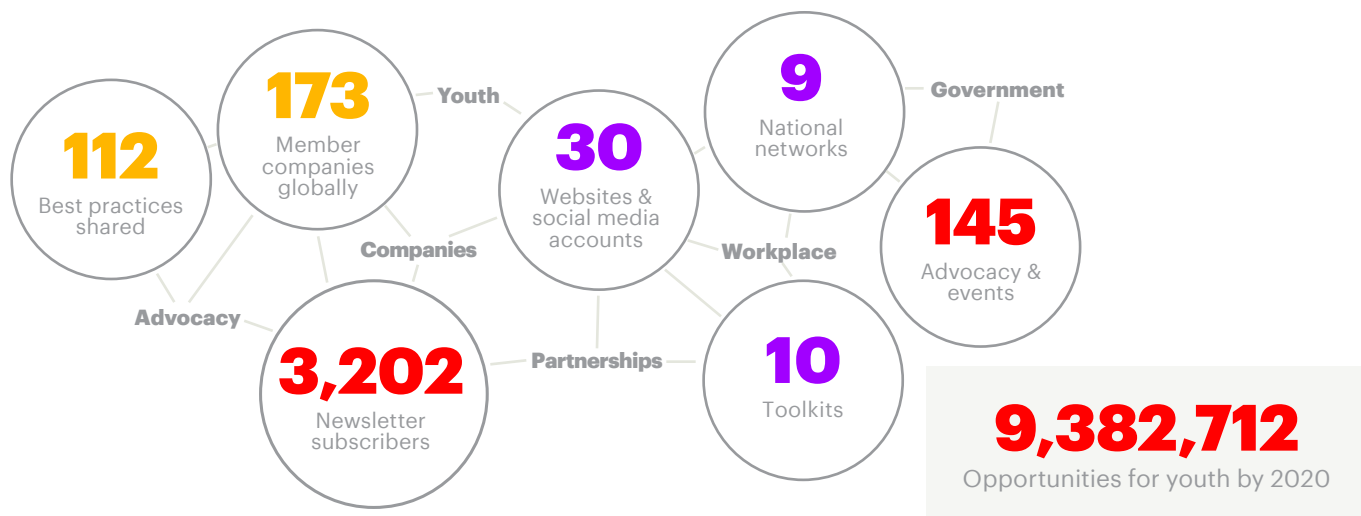 112
Best practices
shared
173
Member
companies
globally
Youth
30
Websites &
social media
accounts
9
National
networks
Government
145
Advocacy &
events
Companies
Workplace
Advocacy
3,202
Newsletter
subscribers
Partnerships
10
Toolkits
9,382,712
Opportunities for youth by 2020